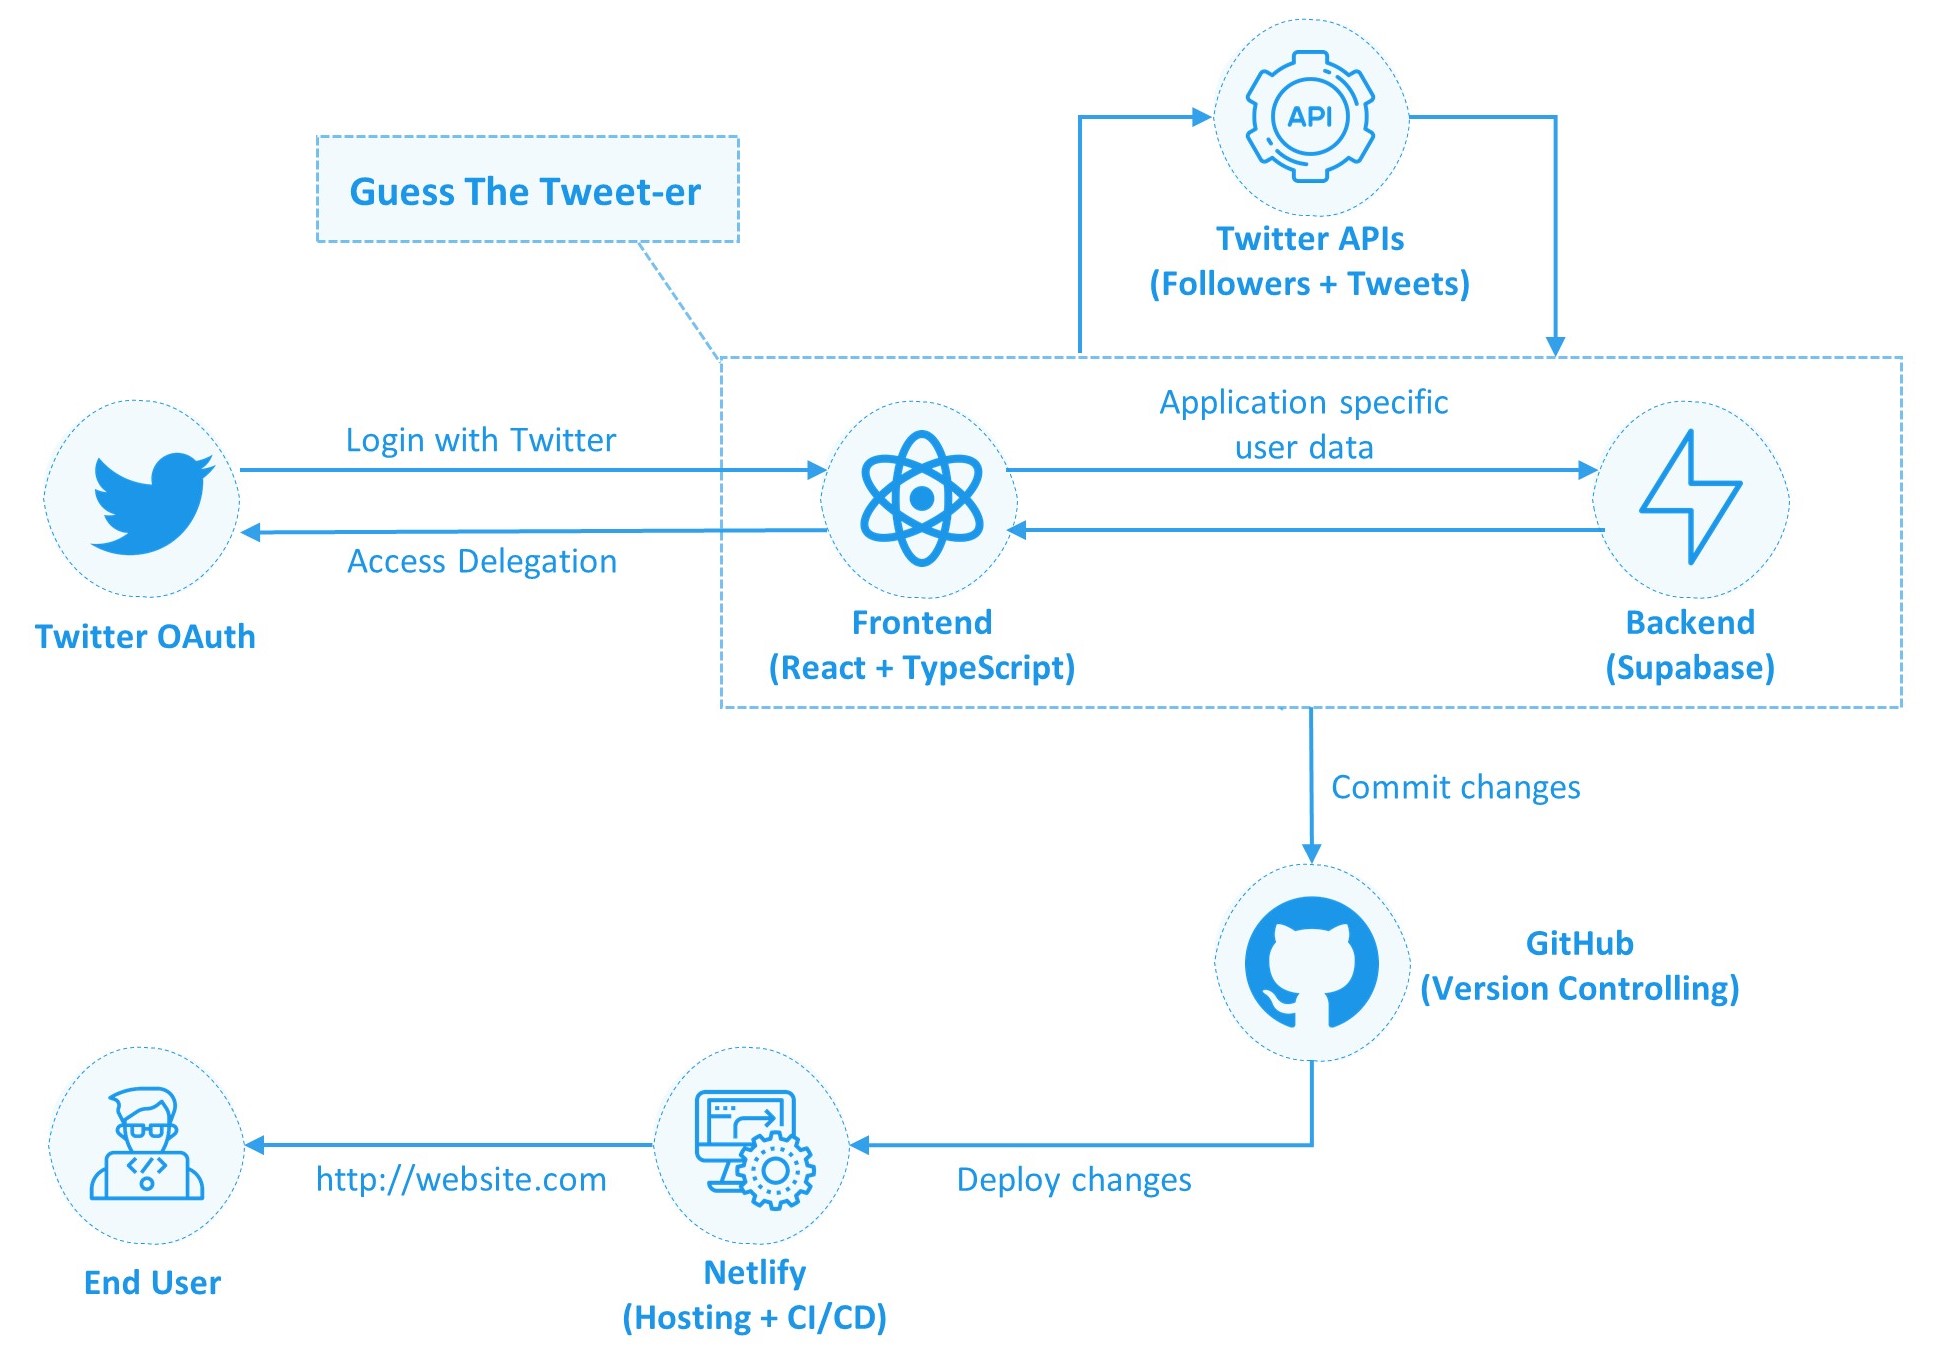 API
Twitter APIs
(Followers + Tweets)
Guess The Tweet-er
Login with Twitter
Access Delegation
Twitter OAuth
Application specific
user data
Frontend
(React + TypeScript)
Backend
(Supabase)
Commit changes
GitHub
(Version Controlling)
Deploy changes
http://website.com
Netlify
(Hosting + CI/CD)
End User